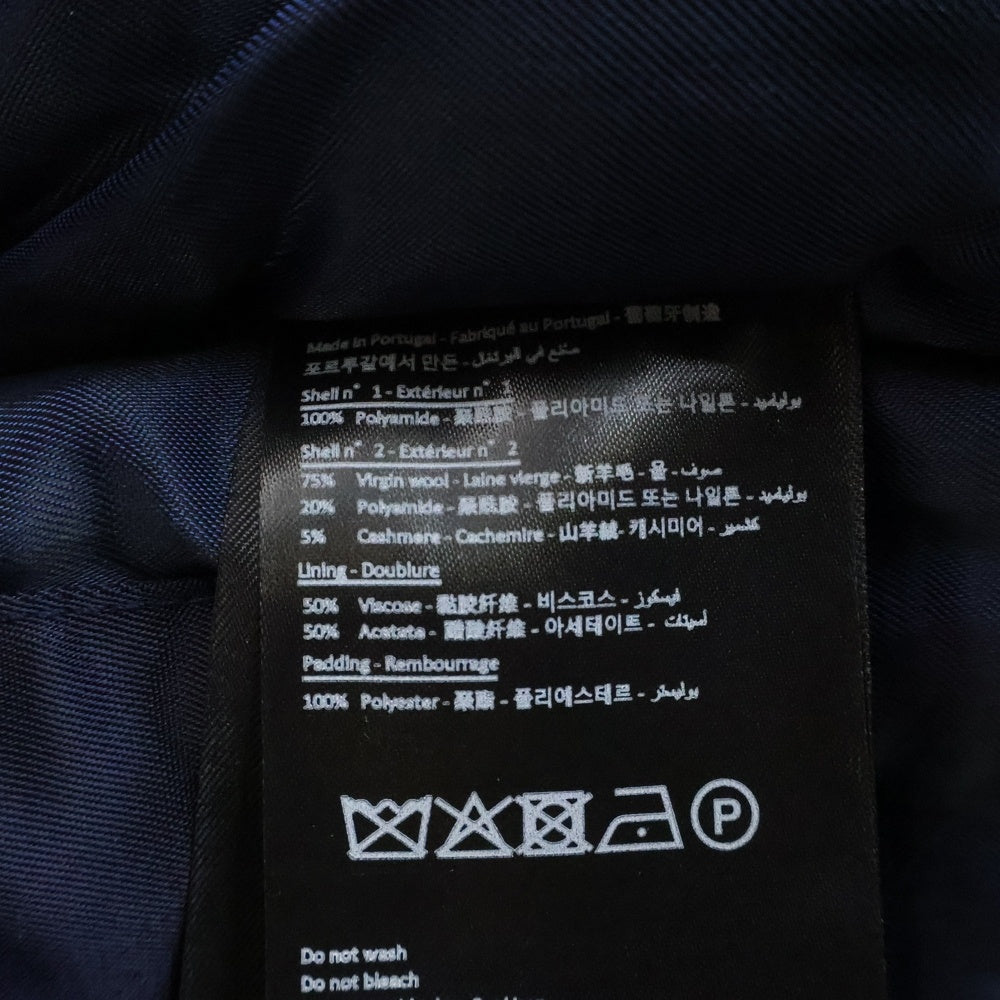 Made in Portugal - Fabriqué au Portugal - 葡萄牙制造
포르투갈에서 만든 - صنع في البرتغال
Shell n° 1 - Extérieur n° 1
100% Polyamide - 聚酰胺 - 폴리아미드 또는 나일론 - بولياميد
Shell n° 2 - Extérieur n° 2
75% Virgin wool - Laine vierge - 新羊毛 - 울 - صوف
20% Polyamide - 聚酰胺 - 폴리아미드 또는 나일론 - بولياميد
5% Cashmere - Cachemire - 山羊絨 - 캐시미어 - كشمير
Lining - Doublure
50% Viscose - 黏胶纤维 - 비스코스 - فيسكوز
50% Acetate - 醋酸纤维 - 아세테이트 - أسيتات
Padding - Rembourrage
100% Polyester - 聚酯 - 폴리에스테르 - بوليستر
P
Do not wash
Do not bleach